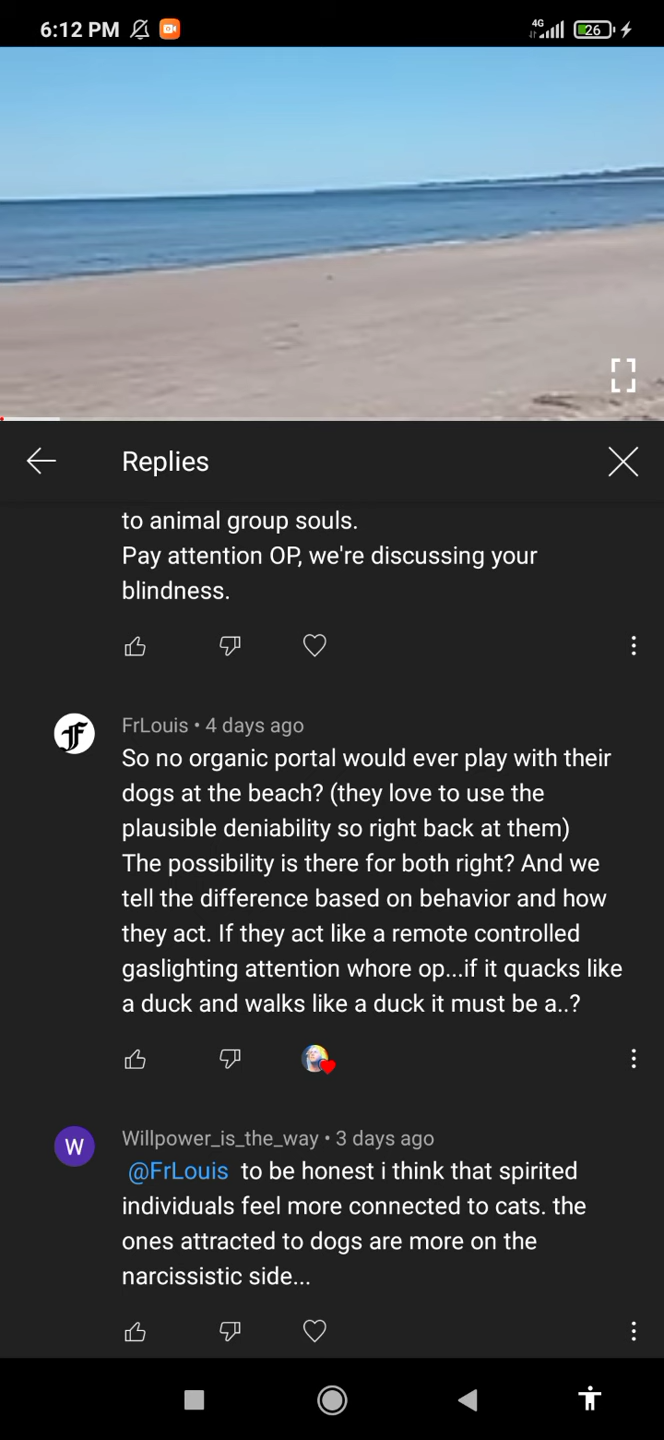 6:12 PM
4G
26
Replies
to animal group souls.
Pay attention OP, we're discussing your
blindness.
FrLouis • 4 days ago
So no organic portal would ever play with their
dogs at the beach? (they love to use the
plausible deniability so right back at them)
The possibility is there for both right? And we
tell the difference based on behavior and how
they act. If they act like a remote controlled
gaslighting attention whore op...if it quacks like
a duck and walks like a duck it must be a..?
W
Willpower_is_the_way • 3 days ago
@FrLouis to be honest i think that spirited
individuals feel more connected to cats. the
ones attracted to dogs are more on the
narcissistic side...